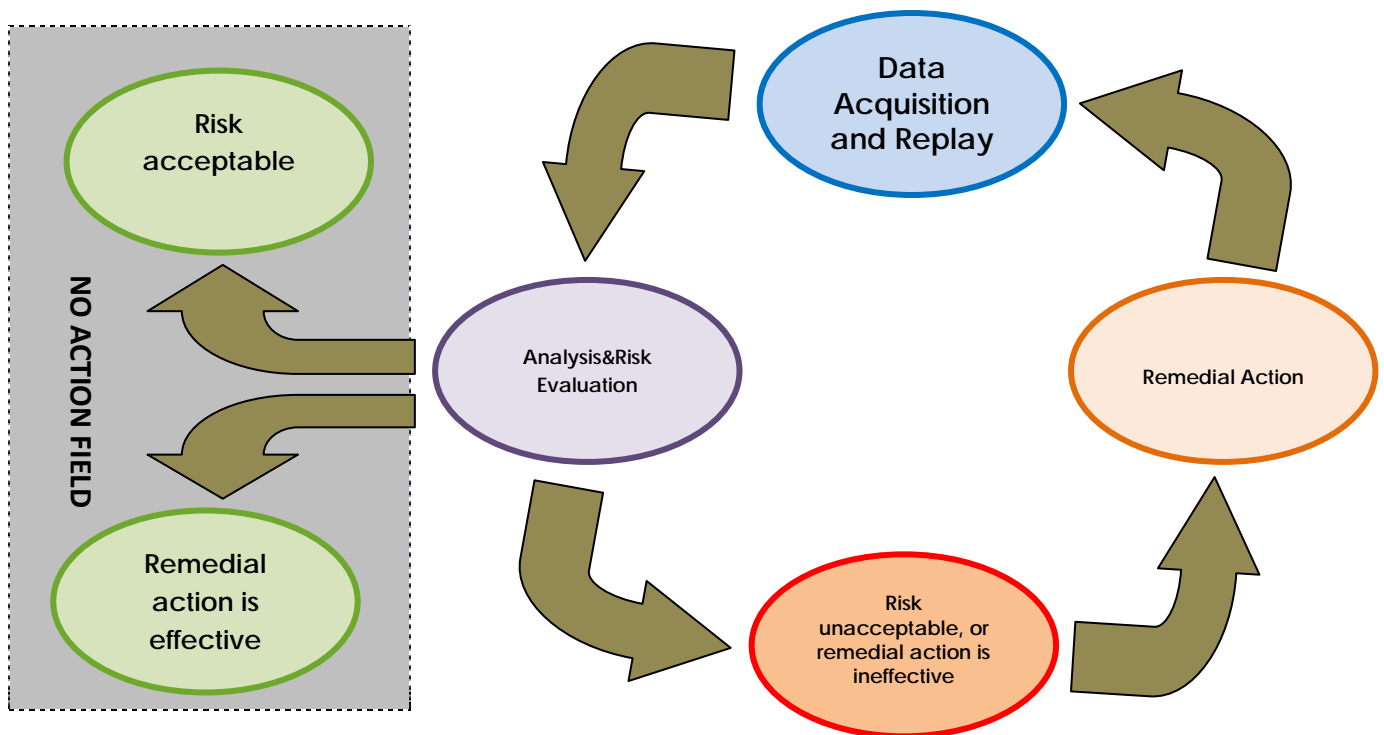 Risk
acceptable
NO ACTION FIELD
Remedial
action is
effective
Data
Acquisition
and Replay
Analysis&Risk
Evaluation
Remedial Action
Risk
unacceptable, or
remedial action is
ineffective